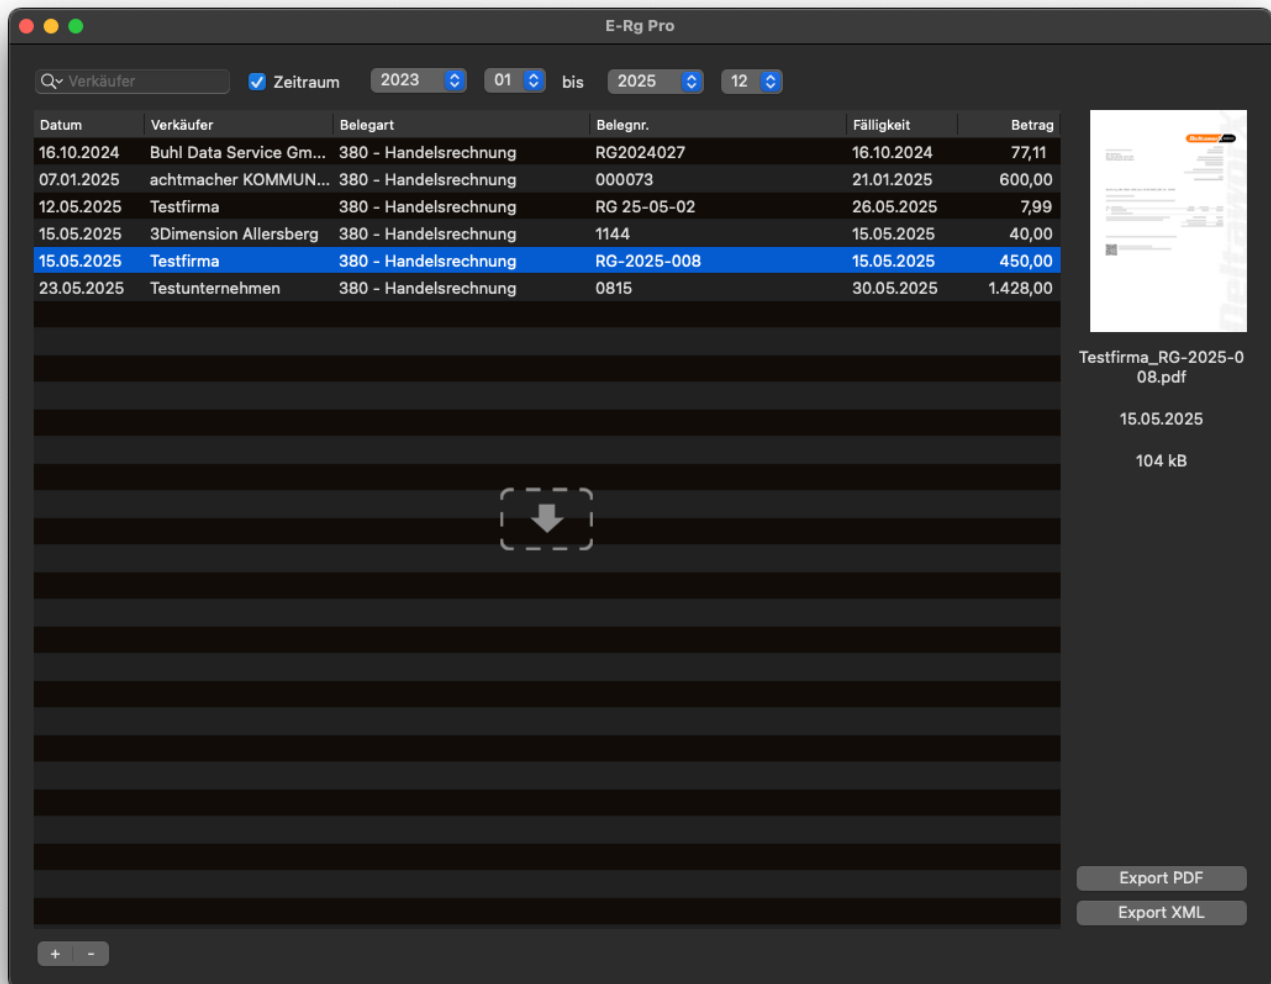 E-Rg Pro
Verkäufer
Zeitraum 2023 01 bis 2025 12
Datum Verkäufer Belegart Belegnr. Fälligkeit Betrag
16.10.2024 Buhl Data Service Gm... 380 - Handelsrechnung RG2024027 16.10.2024 77,11
07.01.2025 achtmacher KOMMUN... 380 - Handelsrechnung 000073 21.01.2025 600,00
12.05.2025 Testfirma 380 - Handelsrechnung RG 25-05-02 26.05.2025 7,99
15.05.2025 3Dimension Allersberg 380 - Handelsrechnung 1144 15.05.2025 40,00
15.05.2025 Testfirma 380 - Handelsrechnung RG-2025-008 15.05.2025 450,00
23.05.2025 Testunternehmen 380 - Handelsrechnung 0815 30.05.2025 1.428,00
Testfirma_RG-2025-0
08.pdf
15.05.2025
104 kB
Export PDF
Export XML
+ -